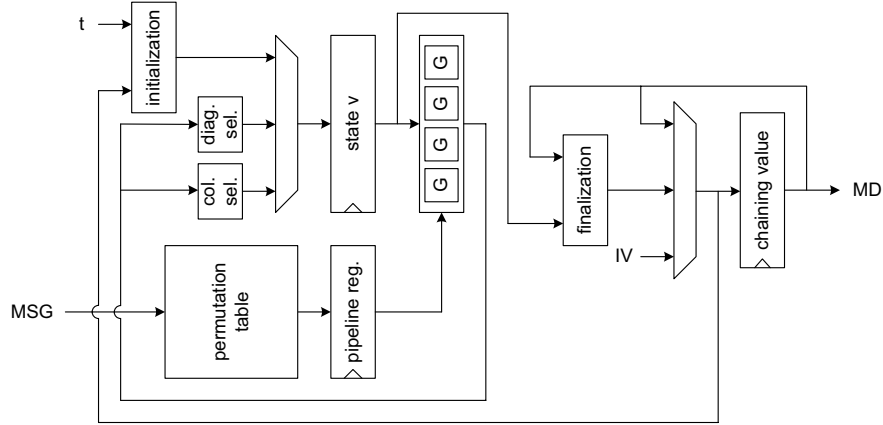 t
initialization
diag.
sel.
col.
sel.
state v
G
G
G
G
finalization
IV
chaining value
MD
MSG
permutation
table
pipeline reg.